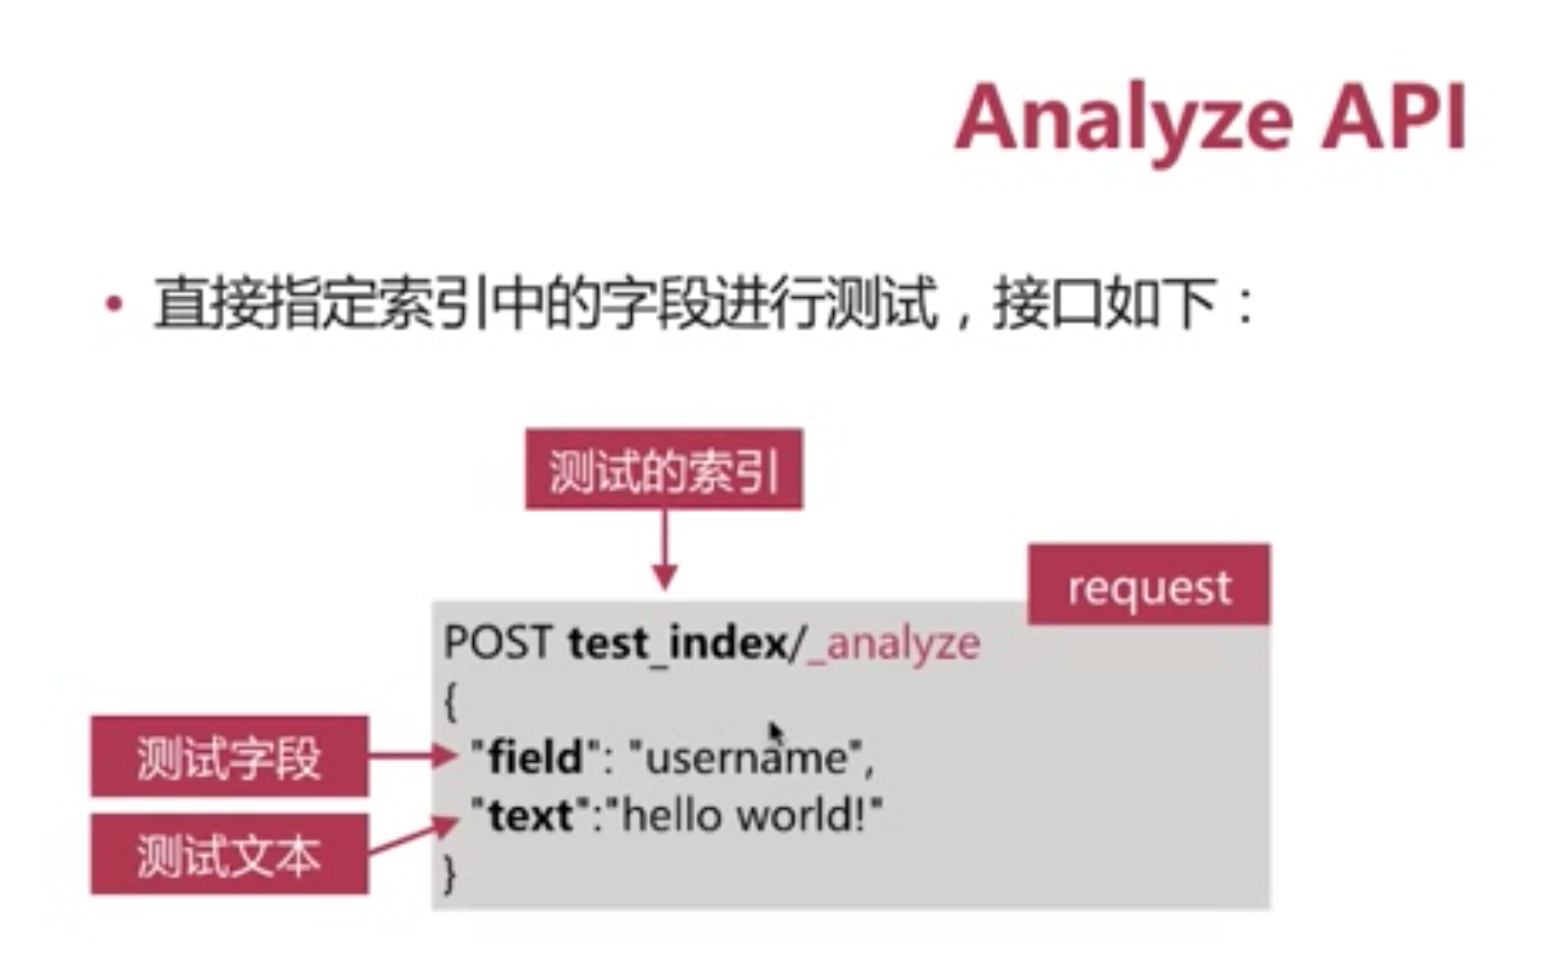 Analyze API
• 直接指定索引中的字段进行测试，接口如下：
测试的索引
request
POST test_index/_analyze
{
测试字段
"field": "username",
"text":"hello world!"
测试文本
}